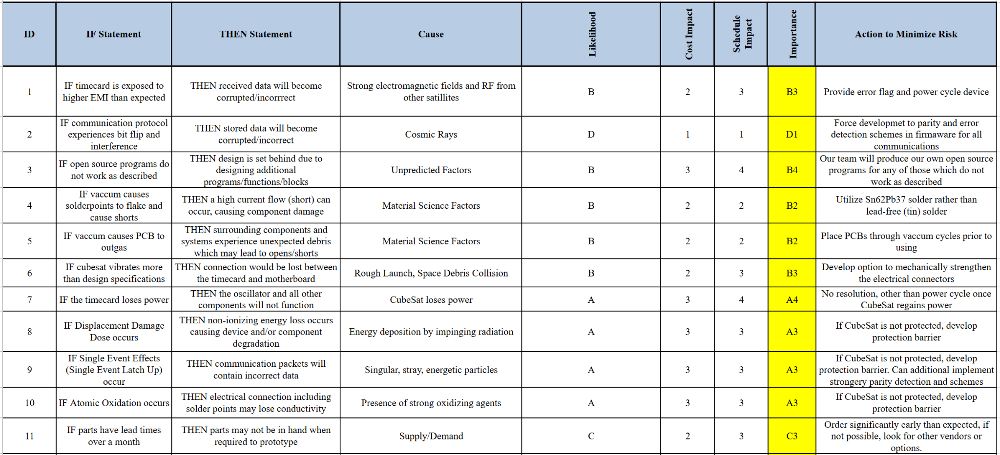 ID
IF Statement
THEN Statement
Cause
Likelihood
Cost Impact
Schedule
Impact
Importance
Action to Minimize Risk
1
IF timecard is exposed to
higher EMI than expected
THEN received data will become
corrupted/incorrrect
Strong electromagnetic fields and RF from
other satillites
B
2
3
B3
Provide error flag and power cycle device
2
IF communication protocol
experiences bit flip and
interference
THEN stored data will become
corrupted/incorrect
Cosmic Rays
D
1
1
D1
Force developmet to parity and error
detection schemes in firmaware for all
communications
3
IF open source programs do
not work as described
THEN design is set behind due to
designing additional
programs/functions/blocks
Unpredicted Factors
B
3
4
B4
Our team will produce our own open source
programs for any of those which do not
work as described
4
IF vaccum causes
solderpoints to flake and
cause shorts
THEN a high current flow (short) can
occur, causing component damage
Material Science Factors
B
2
2
B2
Utilize Sn62Pb37 solder rather than
lead-free (tin) solder
5
IF vaccum causes PCB to
outgas
THEN surrounding components and
systems experience unexpected debris
which may lead to opens/shorts
Material Science Factors
B
2
2
B2
Place PCBs through vaccum cycles prior to
using
6
IF cubesat vibrates more
than design specifications
THEN connection would be lost between
the timecard and motherboard
Rough Launch, Space Debris Collision
B
2
3
B3
Develop option to mechanically strengthen
the electrical connectors
7
IF the timecard loses power
THEN the oscillator and all other
components will not function
CubeSat loses power
A
3
4
A4
No resolution, other than power cycle once
CubeSat regains power
8
IF Displacement Damage
Dose occurs
THEN non-ionizing energy loss occurs
causing device and/or component
degradation
Energy deposition by impinging radiation
A
3
3
A3
If CubeSat is not protected, develop
protection barrier
9
IF Single Event Effects
(Single Event Latch Up)
occur
THEN communication packets will
contain incorrect data
Singular, stray, energetic particles
A
3
3
A3
If CubeSat is not protected, develop
protection barrier. Can additional implement
strongery parity detection and schemes
10
IF Atomic Oxidation occurs
THEN electrical connection including
solder points may lose conductivity
Presence of strong oxidizing agents
A
3
3
A3
If CubeSat is not protected, develop
protection barrier
11
IF parts have lead times
over a month
THEN parts may not be in hand when
required to prototype
Supply/Demand
C
2
3
C3
Order significantly early than expected, if
not possible, look for other vendors or
options.